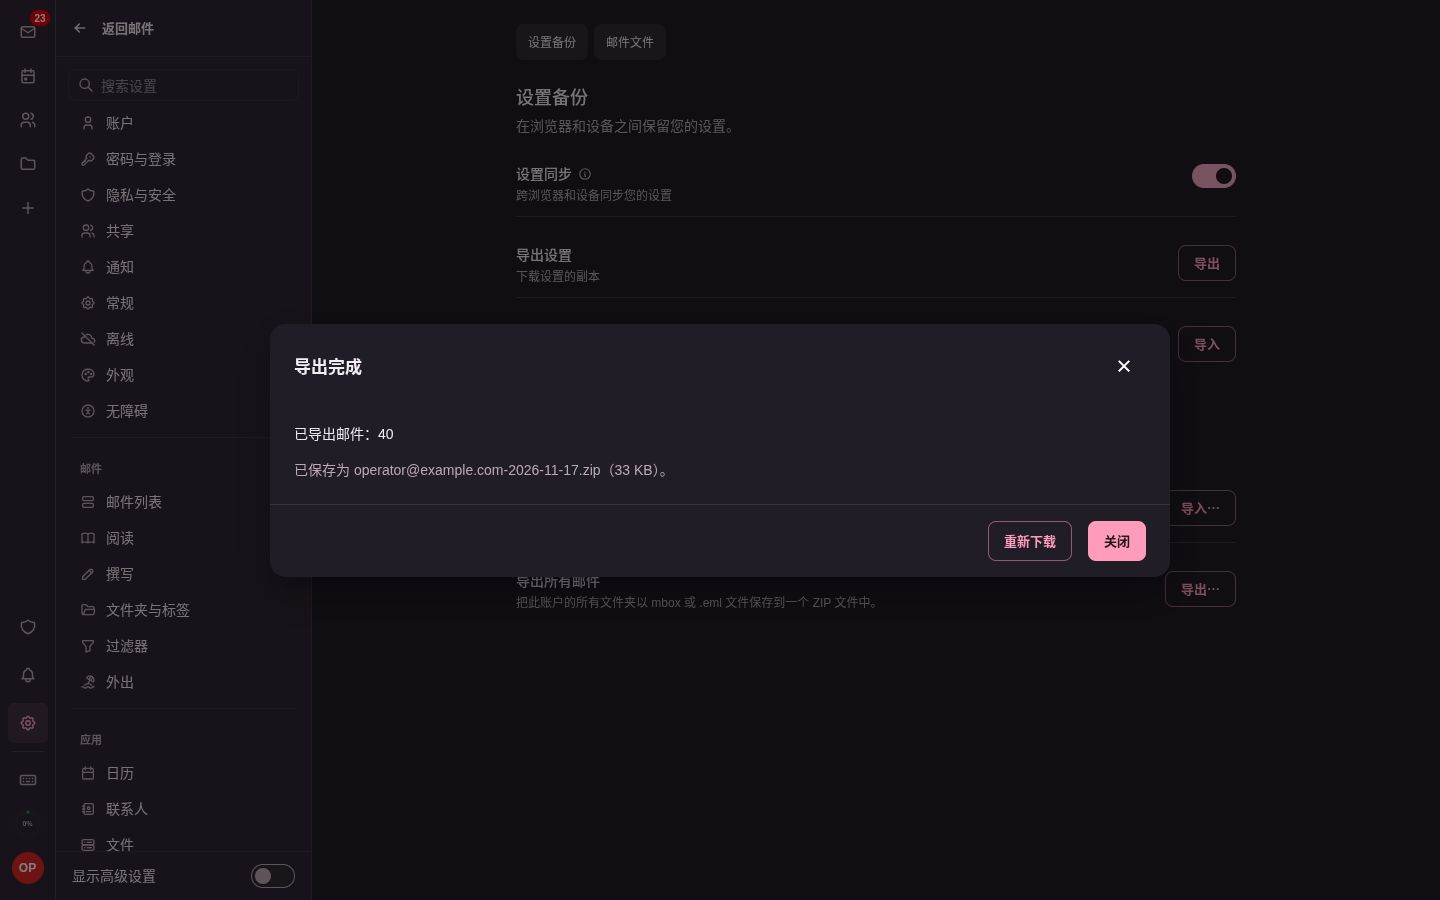 23
返回邮件
搜索设置
账户
密码与登录
隐私与安全
共享
通知
常规
离线
外观
无障碍
邮件
邮件列表
阅读
撰写
文件夹与标签
过滤器
外出
应用
日历
联系人
文件
显示高级设置
0%
OP
设置备份
邮件文件
设置备份
在浏览器和设备之间保留您的设置。
设置同步
跨浏览器和设备同步您的设置
导出设置
下载设置的副本
导出
导入
导出完成
已导出邮件：40
已保存为 operator@example.com-2026-11-17.zip（33 KB）。
重新下载
关闭
导入…
导出所有邮件
把此账户的所有文件夹以 mbox 或 .eml 文件保存到一个 ZIP 文件中。
导出…